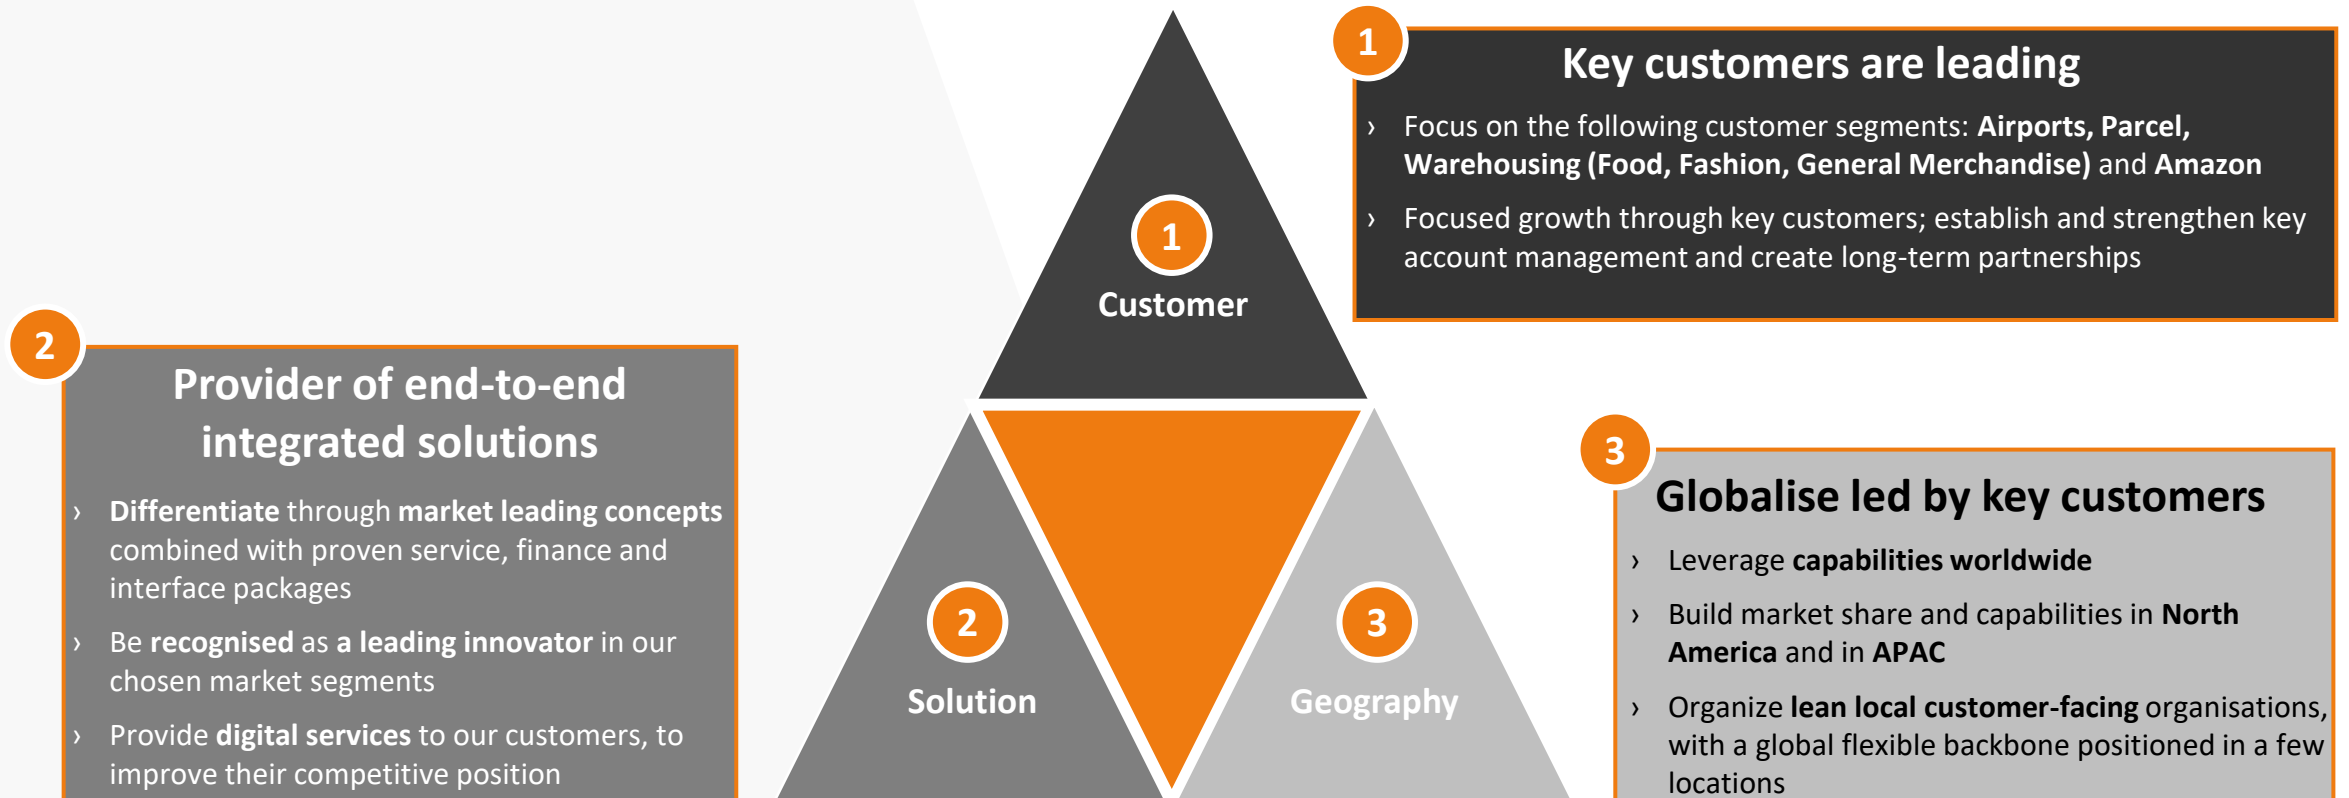 1
Key customers are leading
› Focus on the following customer segments: Airports, Parcel,
Warehousing (Food, Fashion, General Merchandise) and Amazon
› Focused growth through key customers; establish and strengthen key
account management and create long-term partnerships
1
Customer
2
Provider of end-to-end
integrated solutions
› Differentiate through market leading concepts
combined with proven service, finance and
interface packages
› Be recognised as a leading innovator in our
chosen market segments
› Provide digital services to our customers, to
improve their competitive position
2
Solution
3
Geography
3
Globalise led by key customers
› Leverage capabilities worldwide
› Build market share and capabilities in North
America and in APAC
› Organize lean local customer-facing organisations,
with a global flexible backbone positioned in a few
locations